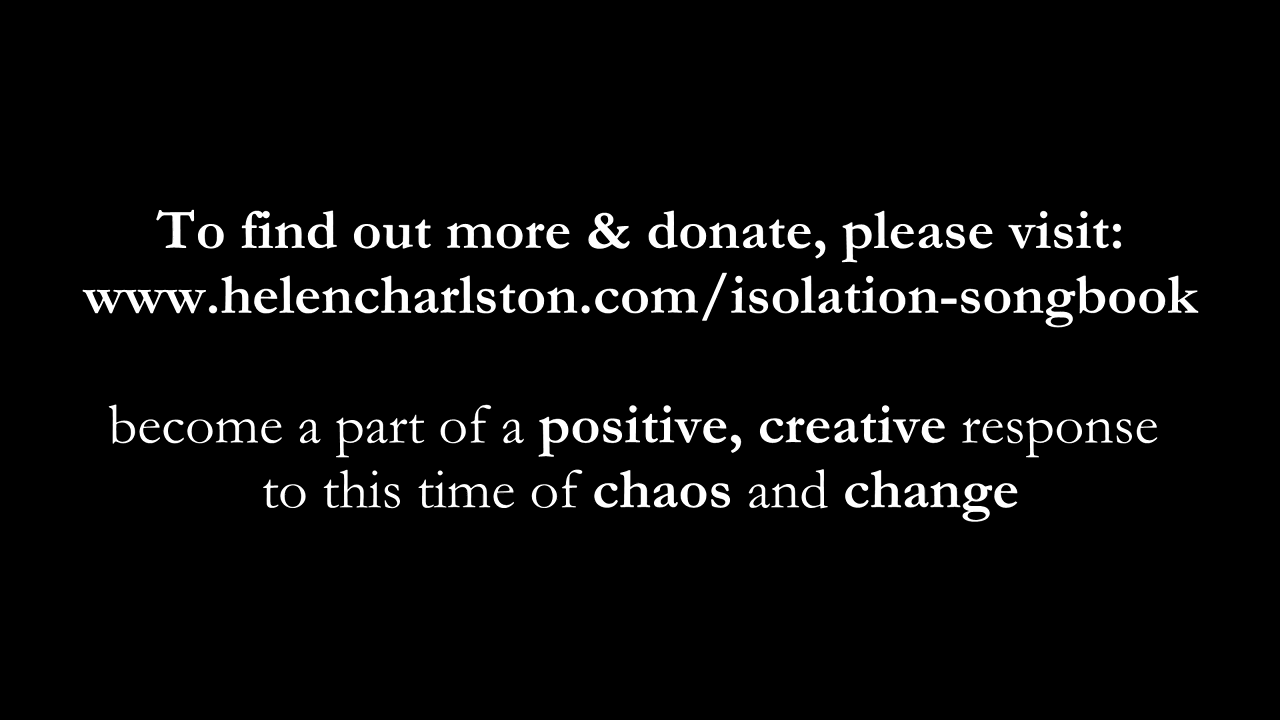 To find out more & donate, please visit:
www.helencharlston.com/isolation-songbook
become a part of a positive, creative response
to this time of chaos and change